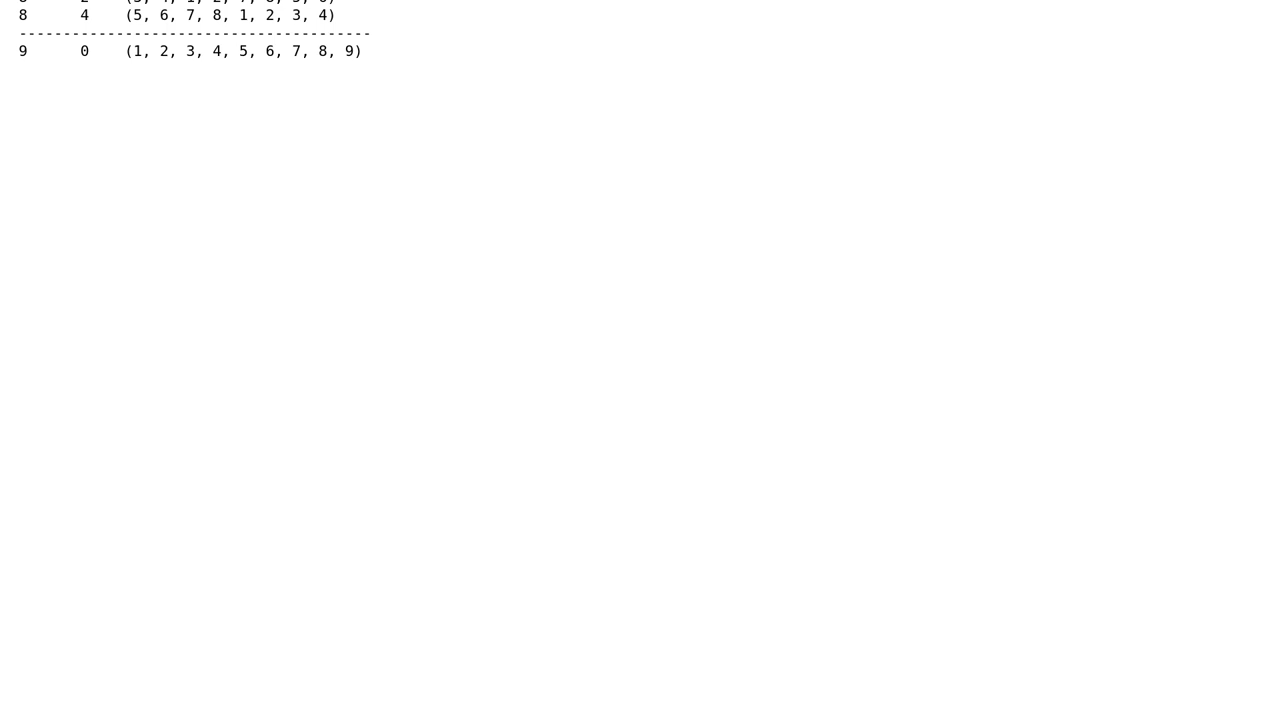 8      4    (5, 6, 7, 8, 1, 2, 3, 4)
----------------------------------------
9      0    (1, 2, 3, 4, 5, 6, 7, 8, 9)